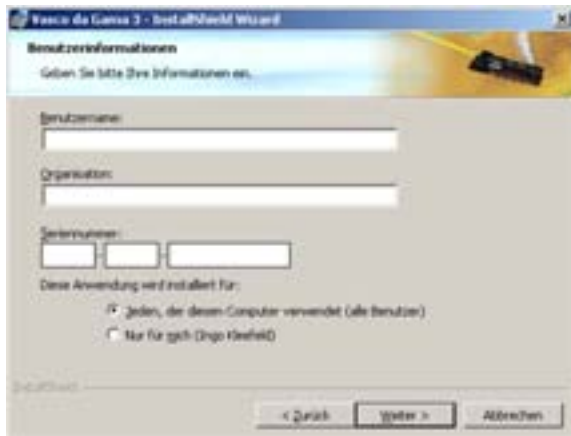 Vasco da Gama 3 - InstallShield Wizard
Benutzerinformationen
Geben Sie bitte Ihre Informationen ein.
Benutzername:
Organisation:
Seriennummer:
Diese Anwendung wird installiert für:
Jeden, der diesen Computer verwendet (alle Benutzer)
Nur für mich (Ingo Kleefeld)
InstallShield
< Zurück
Weiter >
Abbrechen